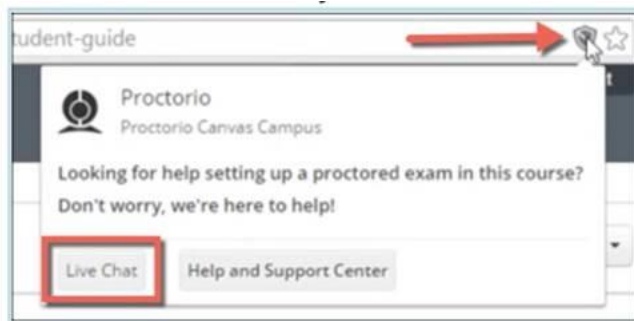 tudent-guide
Proctorio
Proctorio Canvas Campus
Looking for help setting up a proctored exam in this course?
Don't worry, we're here to help!
Live Chat
Help and Support Center